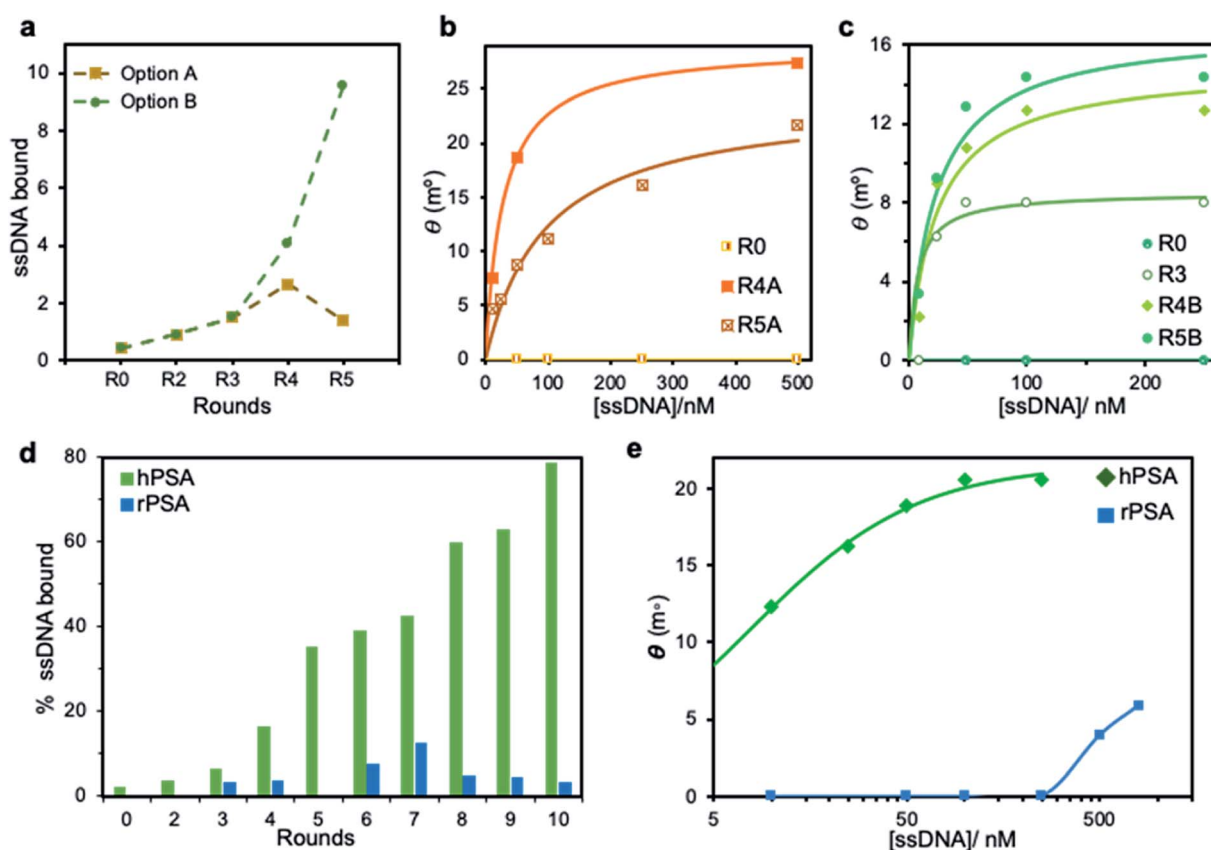 a
10
8
6
4
2
0
ssDNA bound
Option A
Option B
R0 R2 R3 R4 R5
Rounds
b
25
20
15
10
5
0
θ (mº)
R0
R4A
R5A
0 100 200 300 400 500
[ssDNA]/nM
c
16
12
8
4
0
θ (mº)
R0
R3
R4B
R5B
0 100 200
[ssDNA]/ nM
d
80
60
40
20
0
% ssDNA bound
hPSA
rPSA
0 2 3 4 5 6 7 8 9 10
Rounds
e
20
15
10
5
0
θ (m°)
hPSA
rPSA
5 50 500
[ssDNA]/ nM